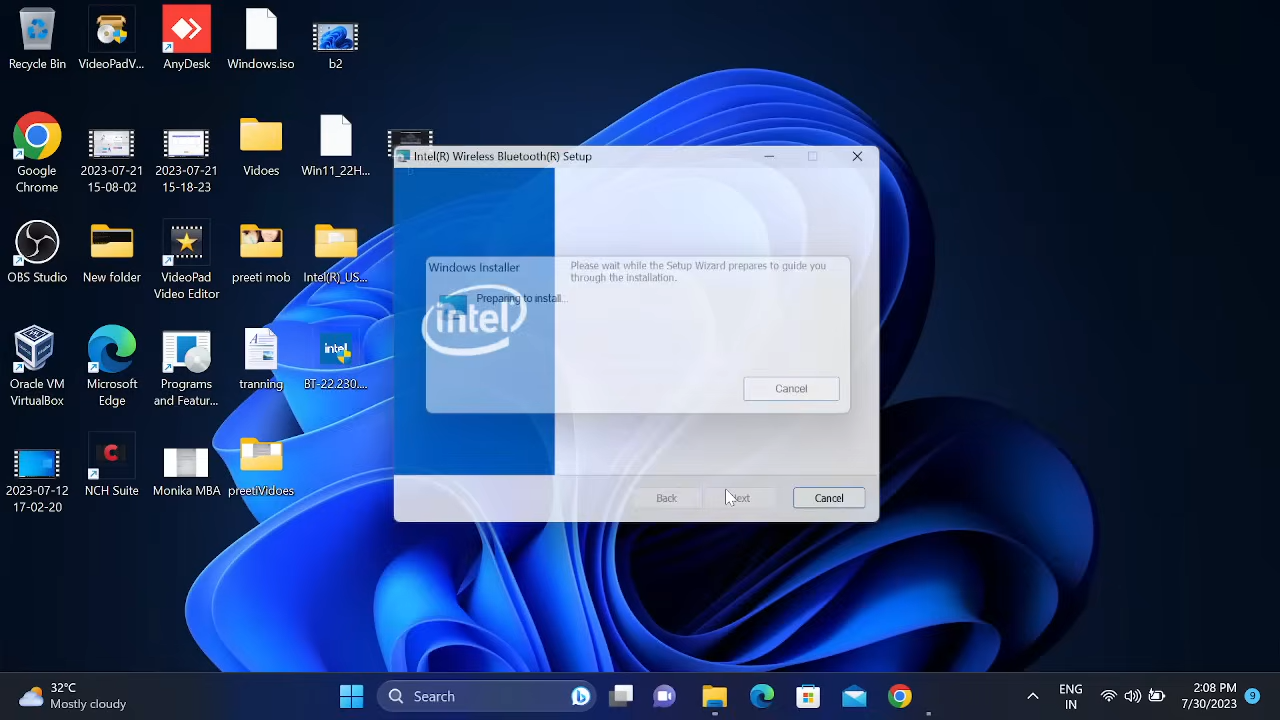 Recycle Bin
VideoPadV...
AnyDesk
Windows.iso
b2
Google
Chrome
2023-07-21
15-08-02
2023-07-21
15-18-23
Vidoes
Win11_22H...
OBS Studio
New folder
VideoPad
Video Editor
preeti mob
Intel(R)_US...
Oracle VM
VirtualBox
Microsoft
Edge
Programs
and Featur...
tranning
intel
BT-22.230....
2023-07-12
17-02-20
NCH Suite
Monika MBA
preetiVidoes
Intel(R) Wireless Bluetooth(R) Setup
Windows Installer
Please wait while the Setup Wizard prepares to guide you
through the installation.
Preparing to install...
intel
Cancel
Back
Next
Cancel
32°C
Mostly cloudy
Search
ENG
IN
2:08 PM
7/30/2023
9